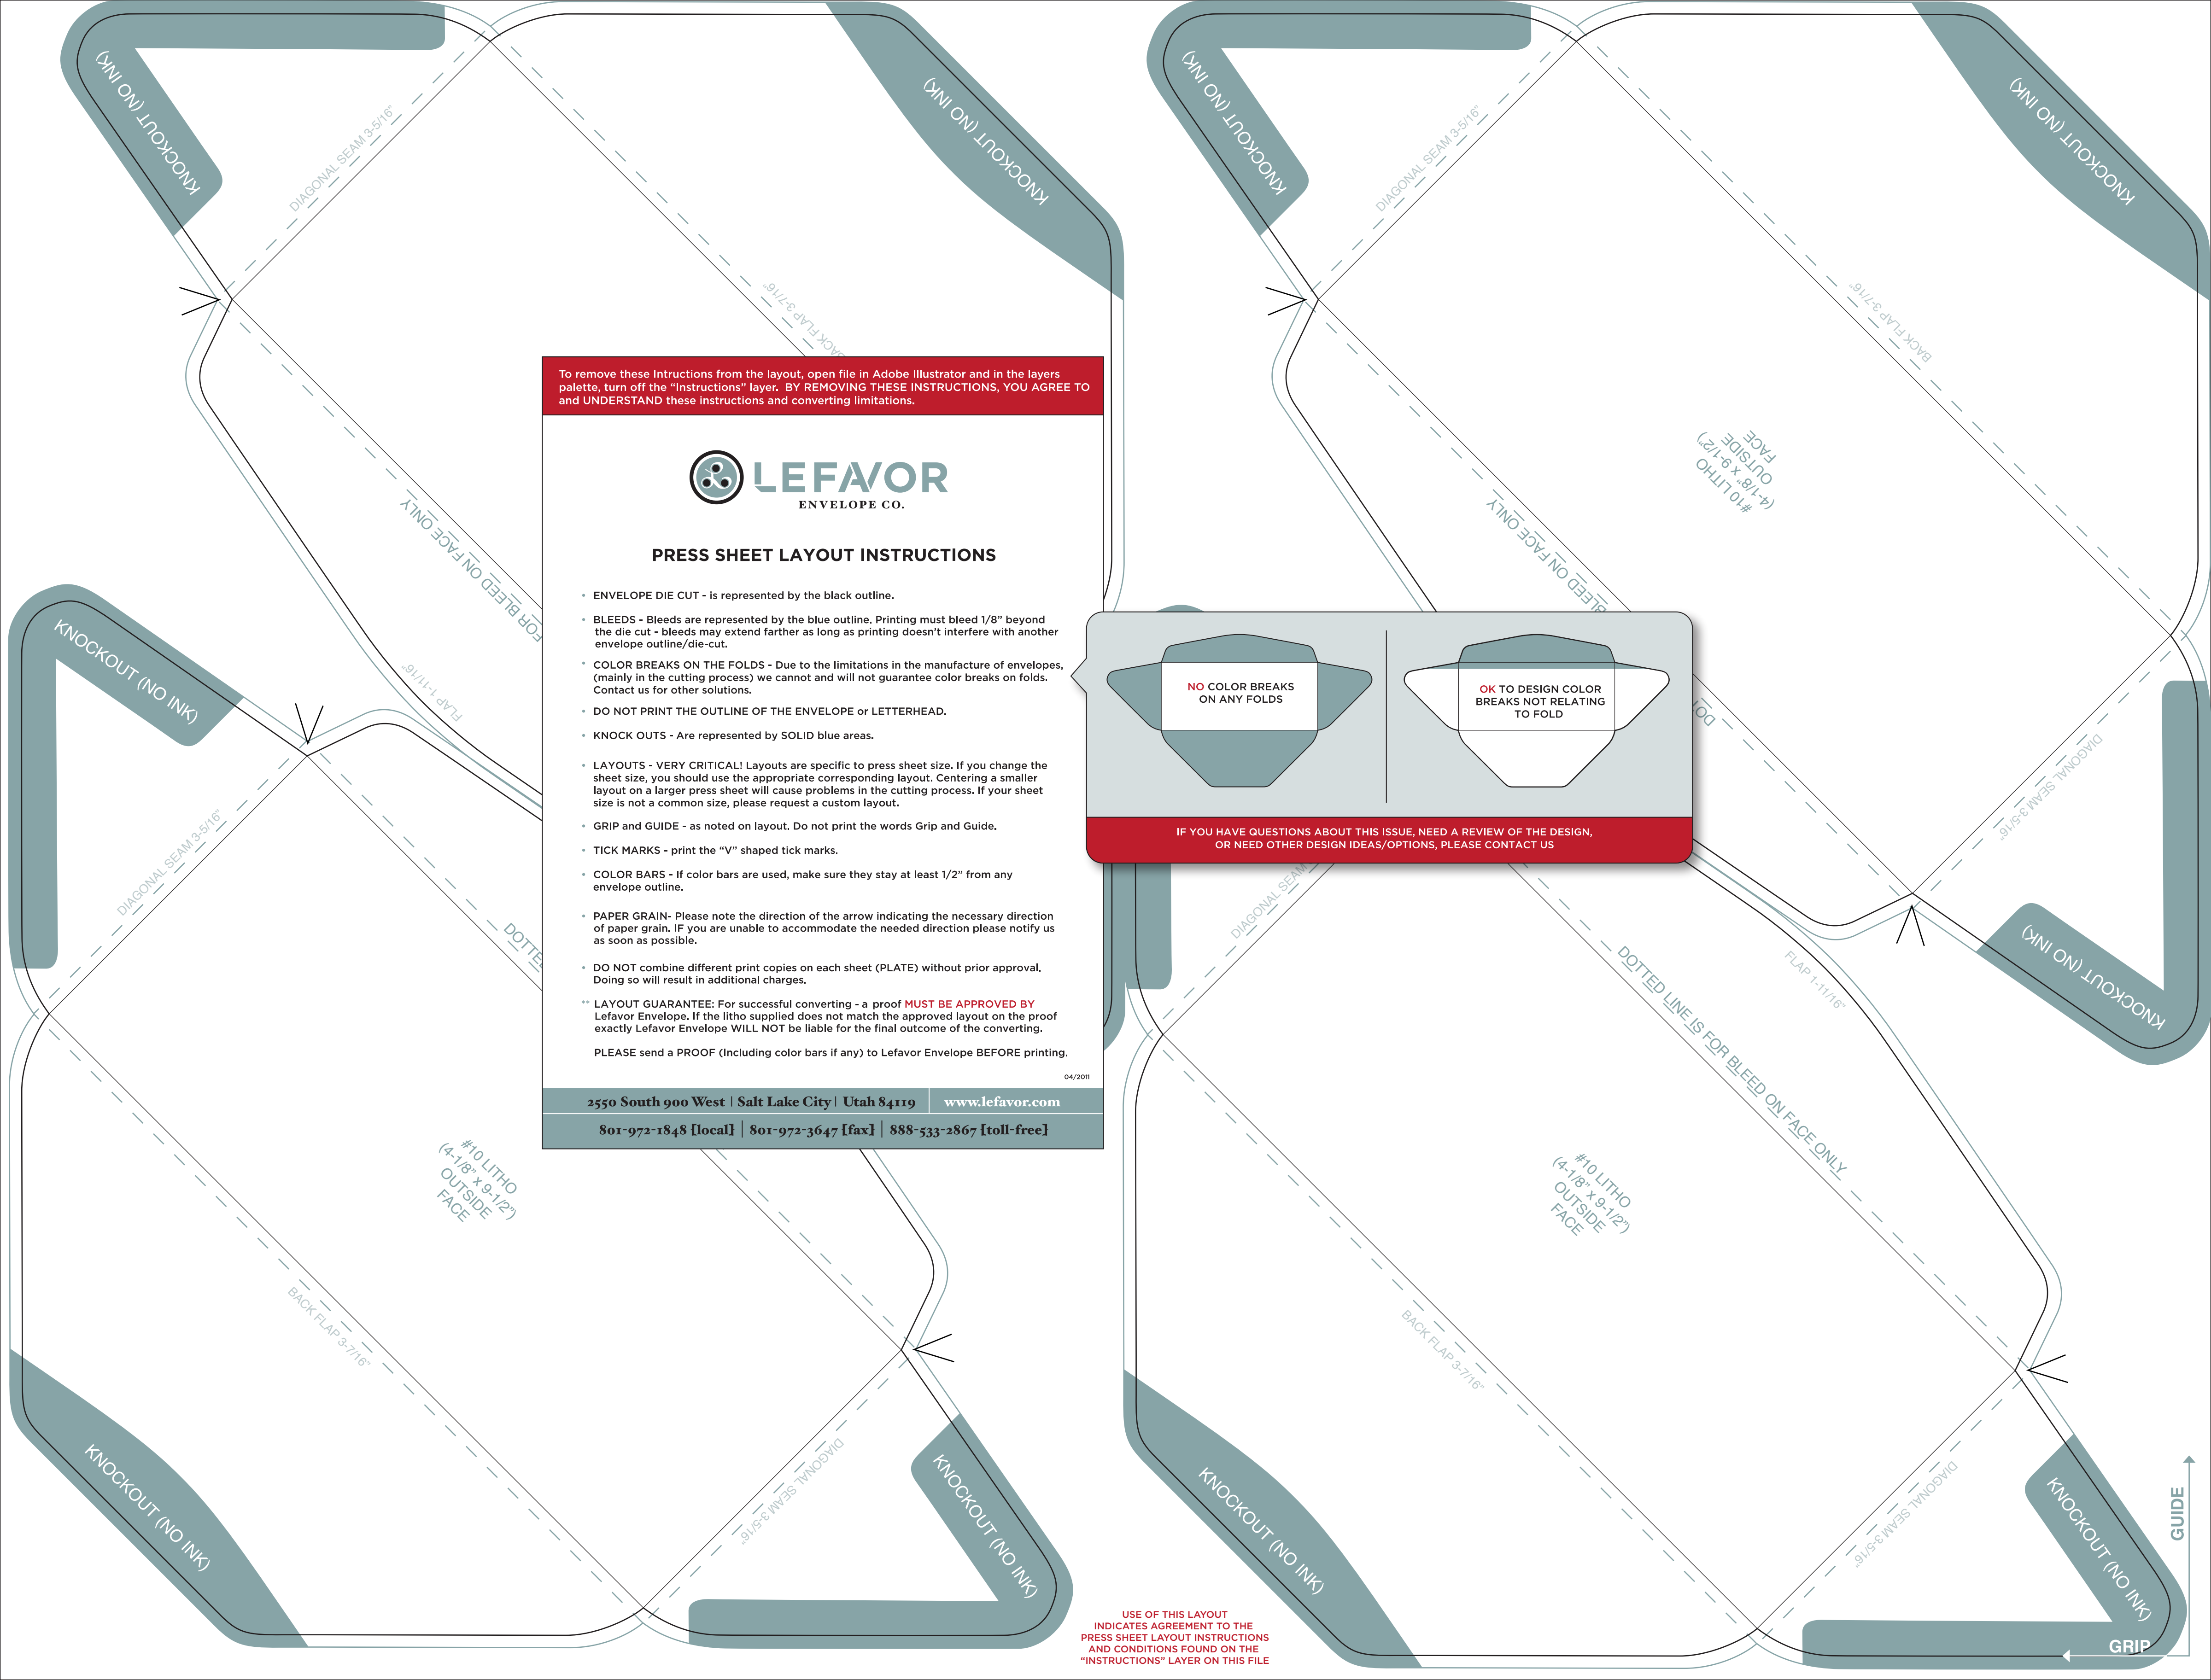 To remove these Intructions from the layout, open file in Adobe Illustrator and in the layers
palette, turn off the “Instructions” layer. BY REMOVING THESE INSTRUCTIONS, YOU AGREE TO
and UNDERSTAND these instructions and converting limitations.
LEFAVOR
ENVELOPE CO.
PRESS SHEET LAYOUT INSTRUCTIONS
• ENVELOPE DIE CUT - is represented by the black outline.
• BLEEDS - Bleeds are represented by the blue outline. Printing must bleed 1/8” beyond
the die cut - bleeds may extend farther as long as printing doesn’t interfere with another
envelope outline/die-cut.
• COLOR BREAKS ON THE FOLDS - Due to the limitations in the manufacture of envelopes,
(mainly in the cutting process) we cannot and will not guarantee color breaks on folds.
Contact us for other solutions.
• DO NOT PRINT THE OUTLINE OF THE ENVELOPE or LETTERHEAD.
• KNOCK OUTS - Are represented by SOLID blue areas.
• LAYOUTS - VERY CRITICAL! Layouts are specific to press sheet size. If you change the
sheet size, you should use the appropriate corresponding layout. Centering a smaller
layout on a larger press sheet will cause problems in the cutting process. If your sheet
size is not a common size, please request a custom layout.
• GRIP and GUIDE - as noted on layout. Do not print the words Grip and Guide.
• TICK MARKS - print the “V” shaped tick marks.
• COLOR BARS - If color bars are used, make sure they stay at least 1/2” from any
envelope outline.
• PAPER GRAIN- Please note the direction of the arrow indicating the necessary direction
of paper grain. IF you are unable to accommodate the needed direction please notify us
as soon as possible.
• DO NOT combine different print copies on each sheet (PLATE) without prior approval.
Doing so will result in additional charges.
** LAYOUT GUARANTEE: For successful converting - a proof MUST BE APPROVED BY
Lefavor Envelope. If the litho supplied does not match the approved layout on the proof
exactly Lefavor Envelope WILL NOT be liable for the final outcome of the converting.
PLEASE send a PROOF (Including color bars if any) to Lefavor Envelope BEFORE printing.
04/2011
2550 South 900 West | Salt Lake City | Utah 84119 www.lefavor.com
801-972-1848 [local] | 801-972-3647 [fax] | 888-533-2867 [toll-free]
NO COLOR BREAKS
ON ANY FOLDS
OK TO DESIGN COLOR
BREAKS NOT RELATING
TO FOLD
IF YOU HAVE QUESTIONS ABOUT THIS ISSUE, NEED A REVIEW OF THE DESIGN,
OR NEED OTHER DESIGN IDEAS/OPTIONS, PLEASE CONTACT US
KNOCKOUT (NO INK)
DIAGONAL SEAM 3-5/16”
KNOCKOUT (NO INK)
BACK FLAP 3-7/16”
FOR BLEED ON FACE ONLY
FLAP 1-11/16”
KNOCKOUT (NO INK)
DIAGONAL SEAM 3-5/16”
KNOCKOUT (NO INK)
BACK FLAP 3-7/16”
#10 LITHO
(4-1/8” x 9-1/2”)
OUTSIDE
FACE
BLEED ON FACE ONLY
DOT
DIAGONAL SEAM 3-5/16”
KNOCKOUT (NO INK)
KNOCKOUT (NO INK)
DIAGONAL SEAM 3-5/16”
DOTTE
#10 LITHO
(4-1/8” x 9-1/2”)
OUTSIDE
FACE
BACK FLAP 3-7/16”
KNOCKOUT (NO INK)
DIAGONAL SEAM 3-5/16”
KNOCKOUT (NO INK)
DIAGONAL SEAM
FLAP 1-11/16”
DOTTED LINE IS FOR BLEED ON FACE ONLY
#10 LITHO
(4-1/8” x 9-1/2”)
OUTSIDE
FACE
BACK FLAP 3-7/16”
KNOCKOUT (NO INK)
DIAGONAL SEAM 3-5/16”
KNOCKOUT (NO INK)
USE OF THIS LAYOUT
INDICATES AGREEMENT TO THE
PRESS SHEET LAYOUT INSTRUCTIONS
AND CONDITIONS FOUND ON THE
“INSTRUCTIONS” LAYER ON THIS FILE
GUIDE
GRIP